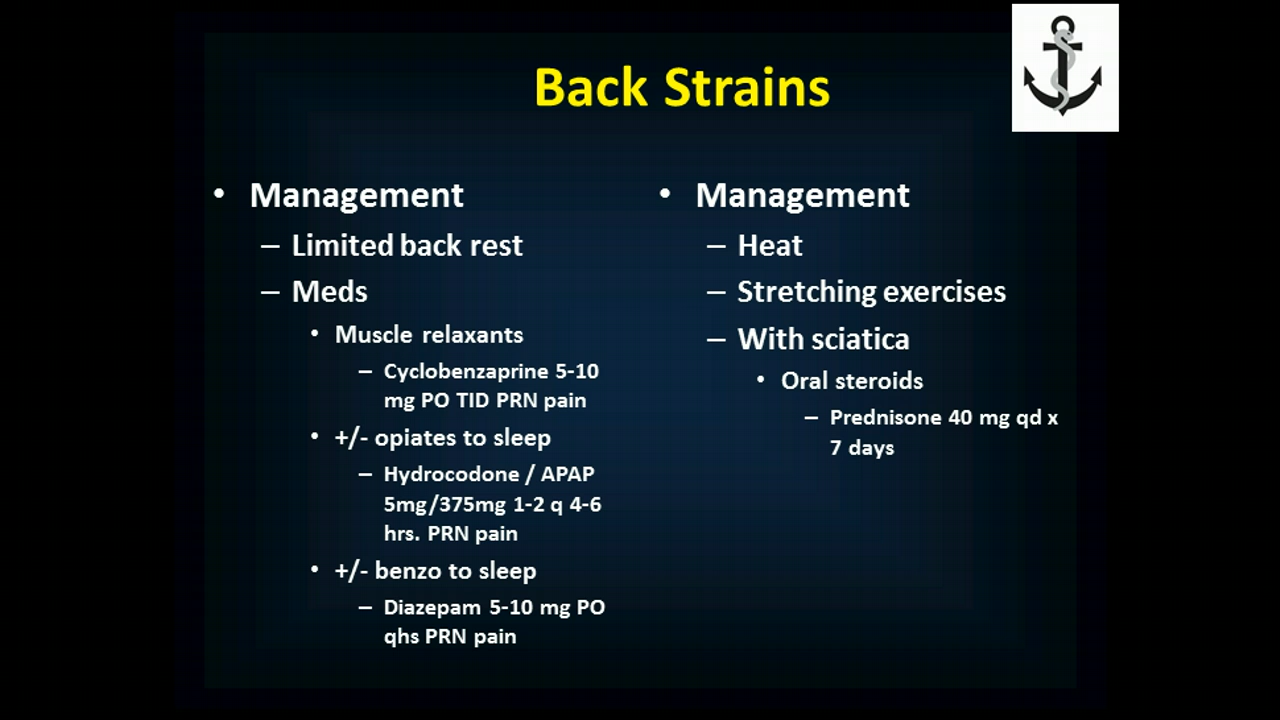 Back Strains
• Management
– Limited back rest
– Meds
• Muscle relaxants
– Cyclobenzaprine 5-10
mg PO TID PRN pain
• +/- opiates to sleep
– Hydrocodone / APAP
5mg/375mg 1-2 q 4-6
hrs. PRN pain
• +/- benzo to sleep
– Diazepam 5-10 mg PO
qhs PRN pain
• Management
– Heat
– Stretching exercises
– With sciatica
• Oral steroids
– Prednisone 40 mg qd x
7 days